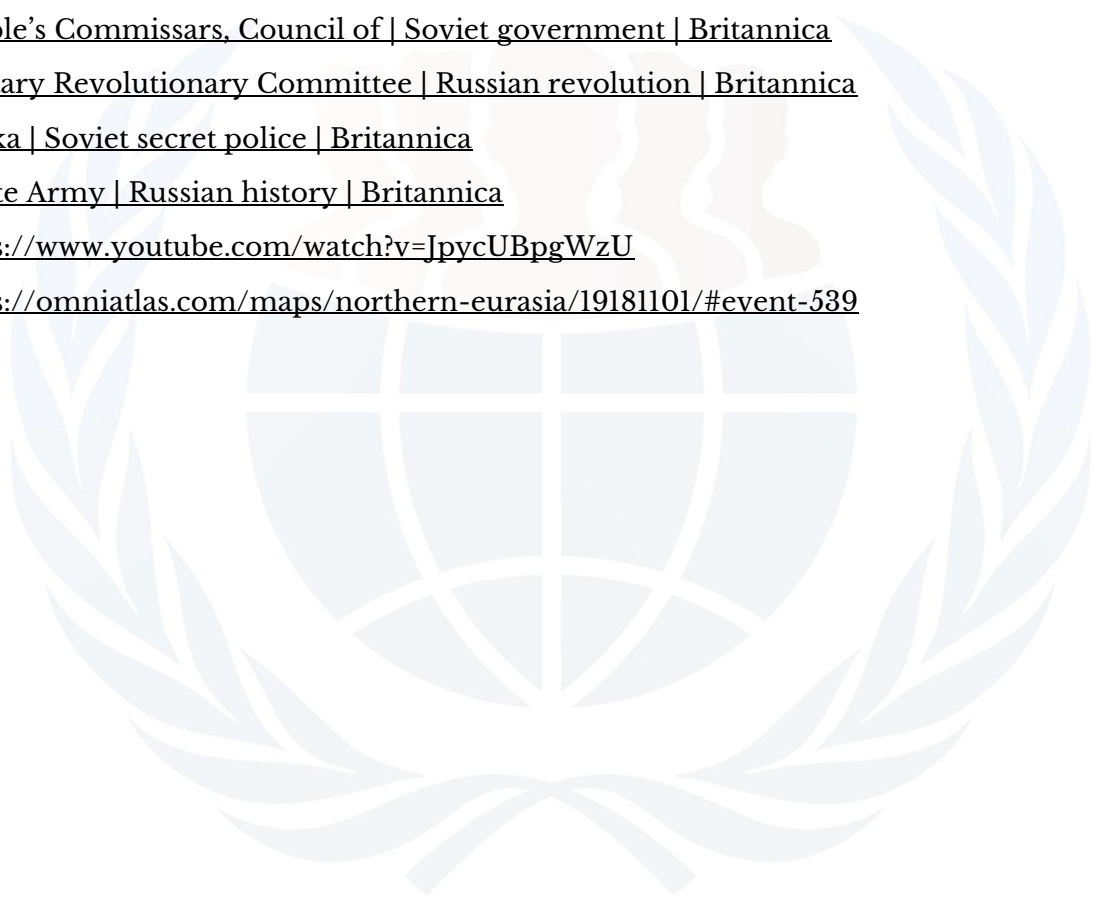 ple’s Commissars, Council of | Soviet government | Britannica
ary Revolutionary Committee | Russian revolution | Britannica
ka | Soviet secret police | Britannica
te Army | Russian history | Britannica
s://www.youtube.com/watch?v=JpycUBpgWzU
s://omniatlas.com/maps/northern-eurasia/19181101/#event-539